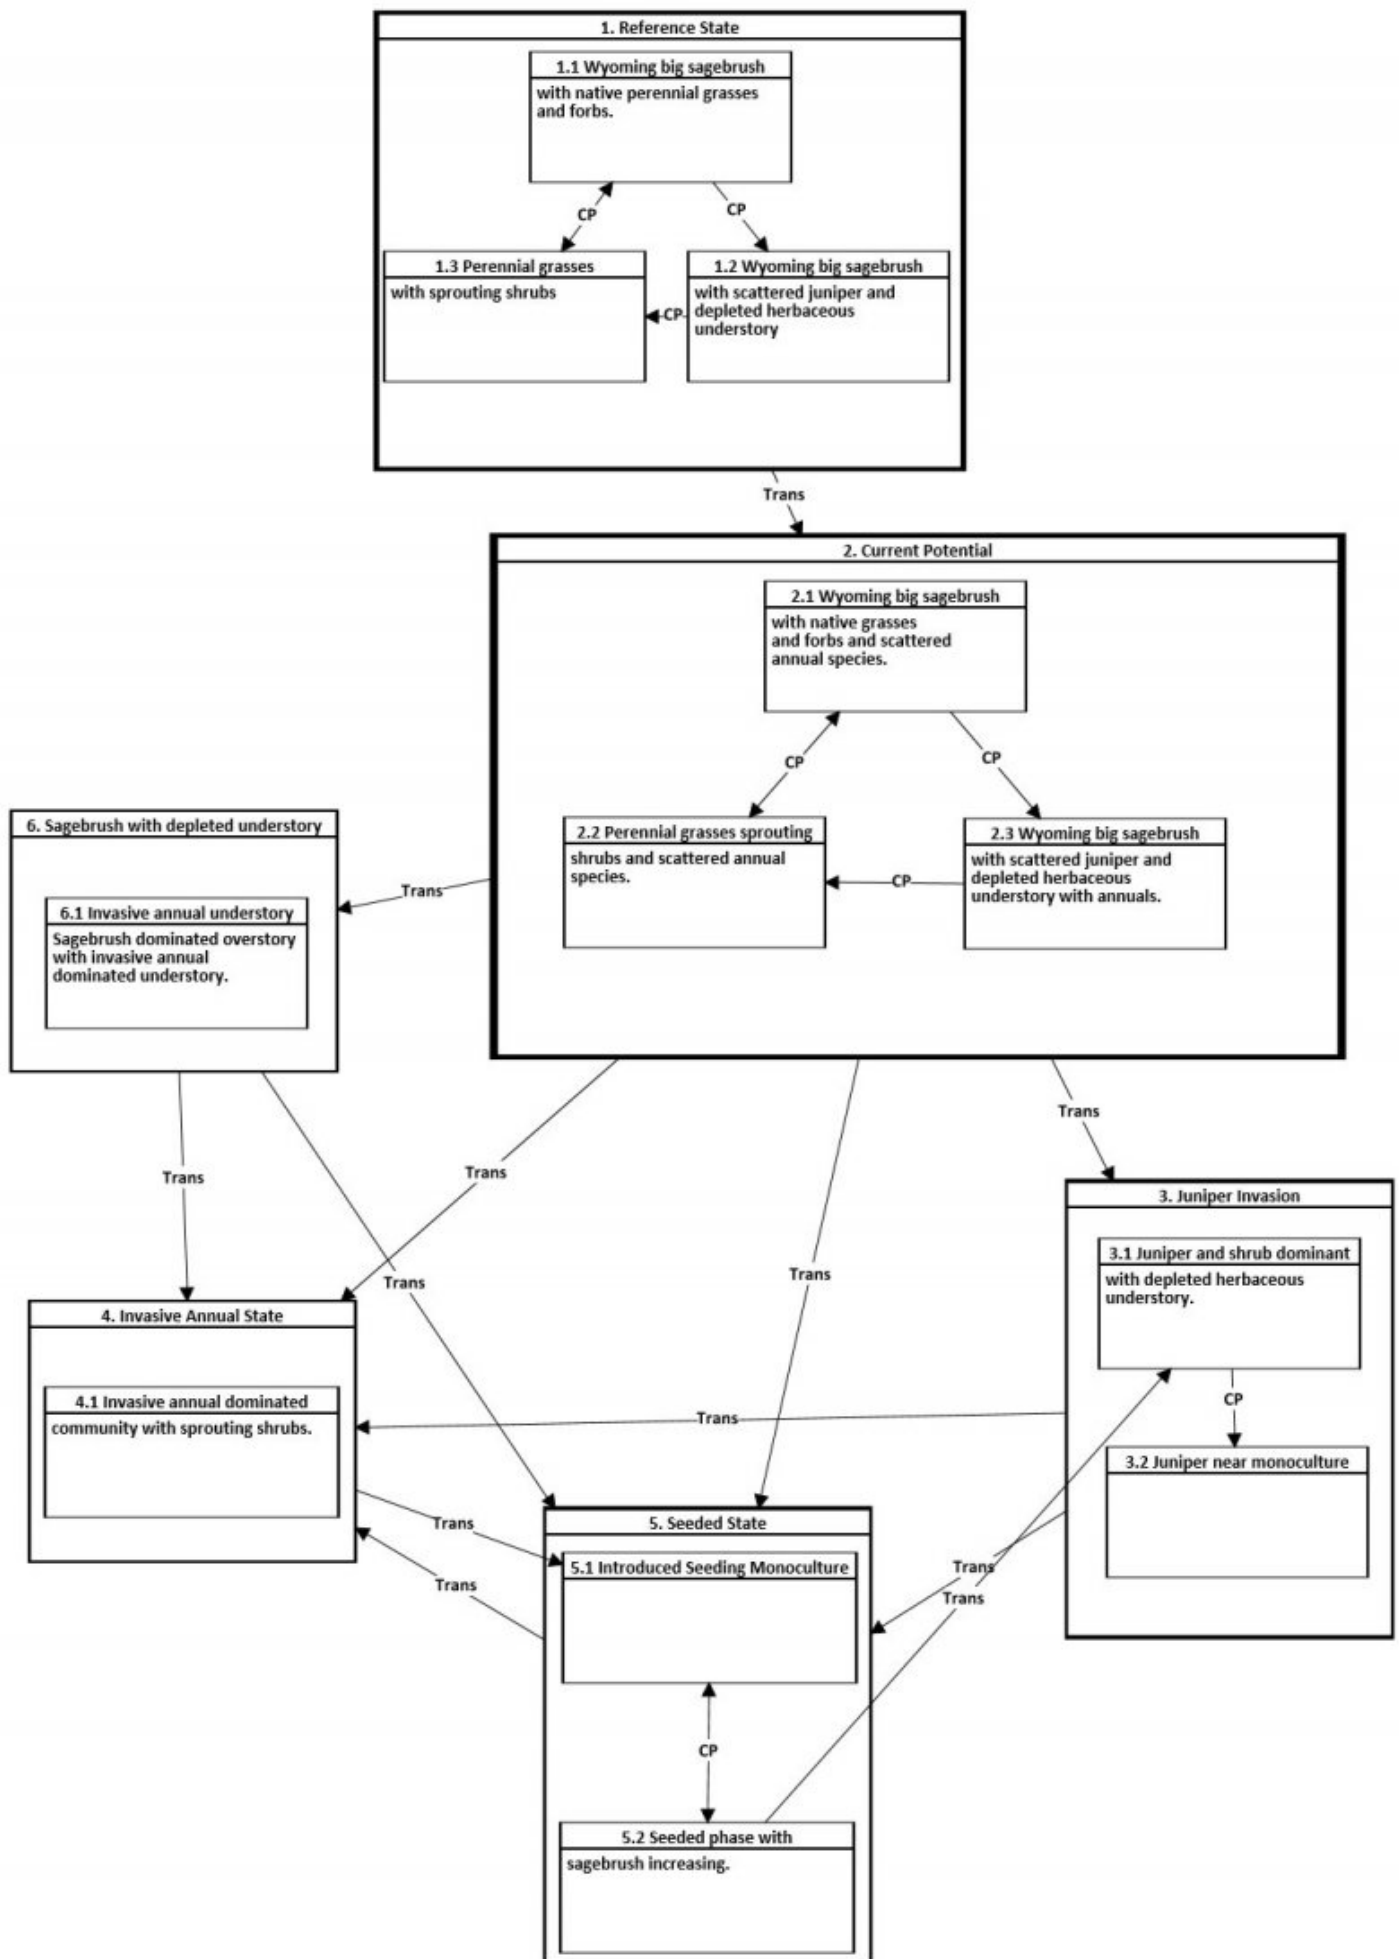 1. Reference State
1.1 Wyoming big sagebrush
with native perennial grasses
and forbs.
CP
CP
1.3 Perennial grasses
with sprouting shrubs
CP
1.2 Wyoming big sagebrush
with scattered juniper and
depleted herbaceous
understory
Trans
2. Current Potential
2.1 Wyoming big sagebrush
with native grasses
and forbs and scattered
annual species.
CP
CP
2.2 Perennial grasses sprouting
shrubs and scattered annual
species.
CP
2.3 Wyoming big sagebrush
with scattered juniper and
depleted herbaceous
understory with annuals.
6. Sagebrush with depleted understory
6.1 Invasive annual understory
Sagebrush dominated overstory
with invasive annual
dominated understory.
Trans
Trans
Trans
Trans
Trans
Trans
3. Juniper Invasion
3.1 Juniper and shrub dominant
with depleted herbaceous
understory.
CP
3.2 Juniper near monoculture
4. Invasive Annual State
4.1 Invasive annual dominated
community with sprouting shrubs.
Trans
Trans
Trans
5. Seeded State
5.1 Introduced Seeding Monoculture
Trans
Trans
CP
5.2 Seeded phase with
sagebrush increasing.